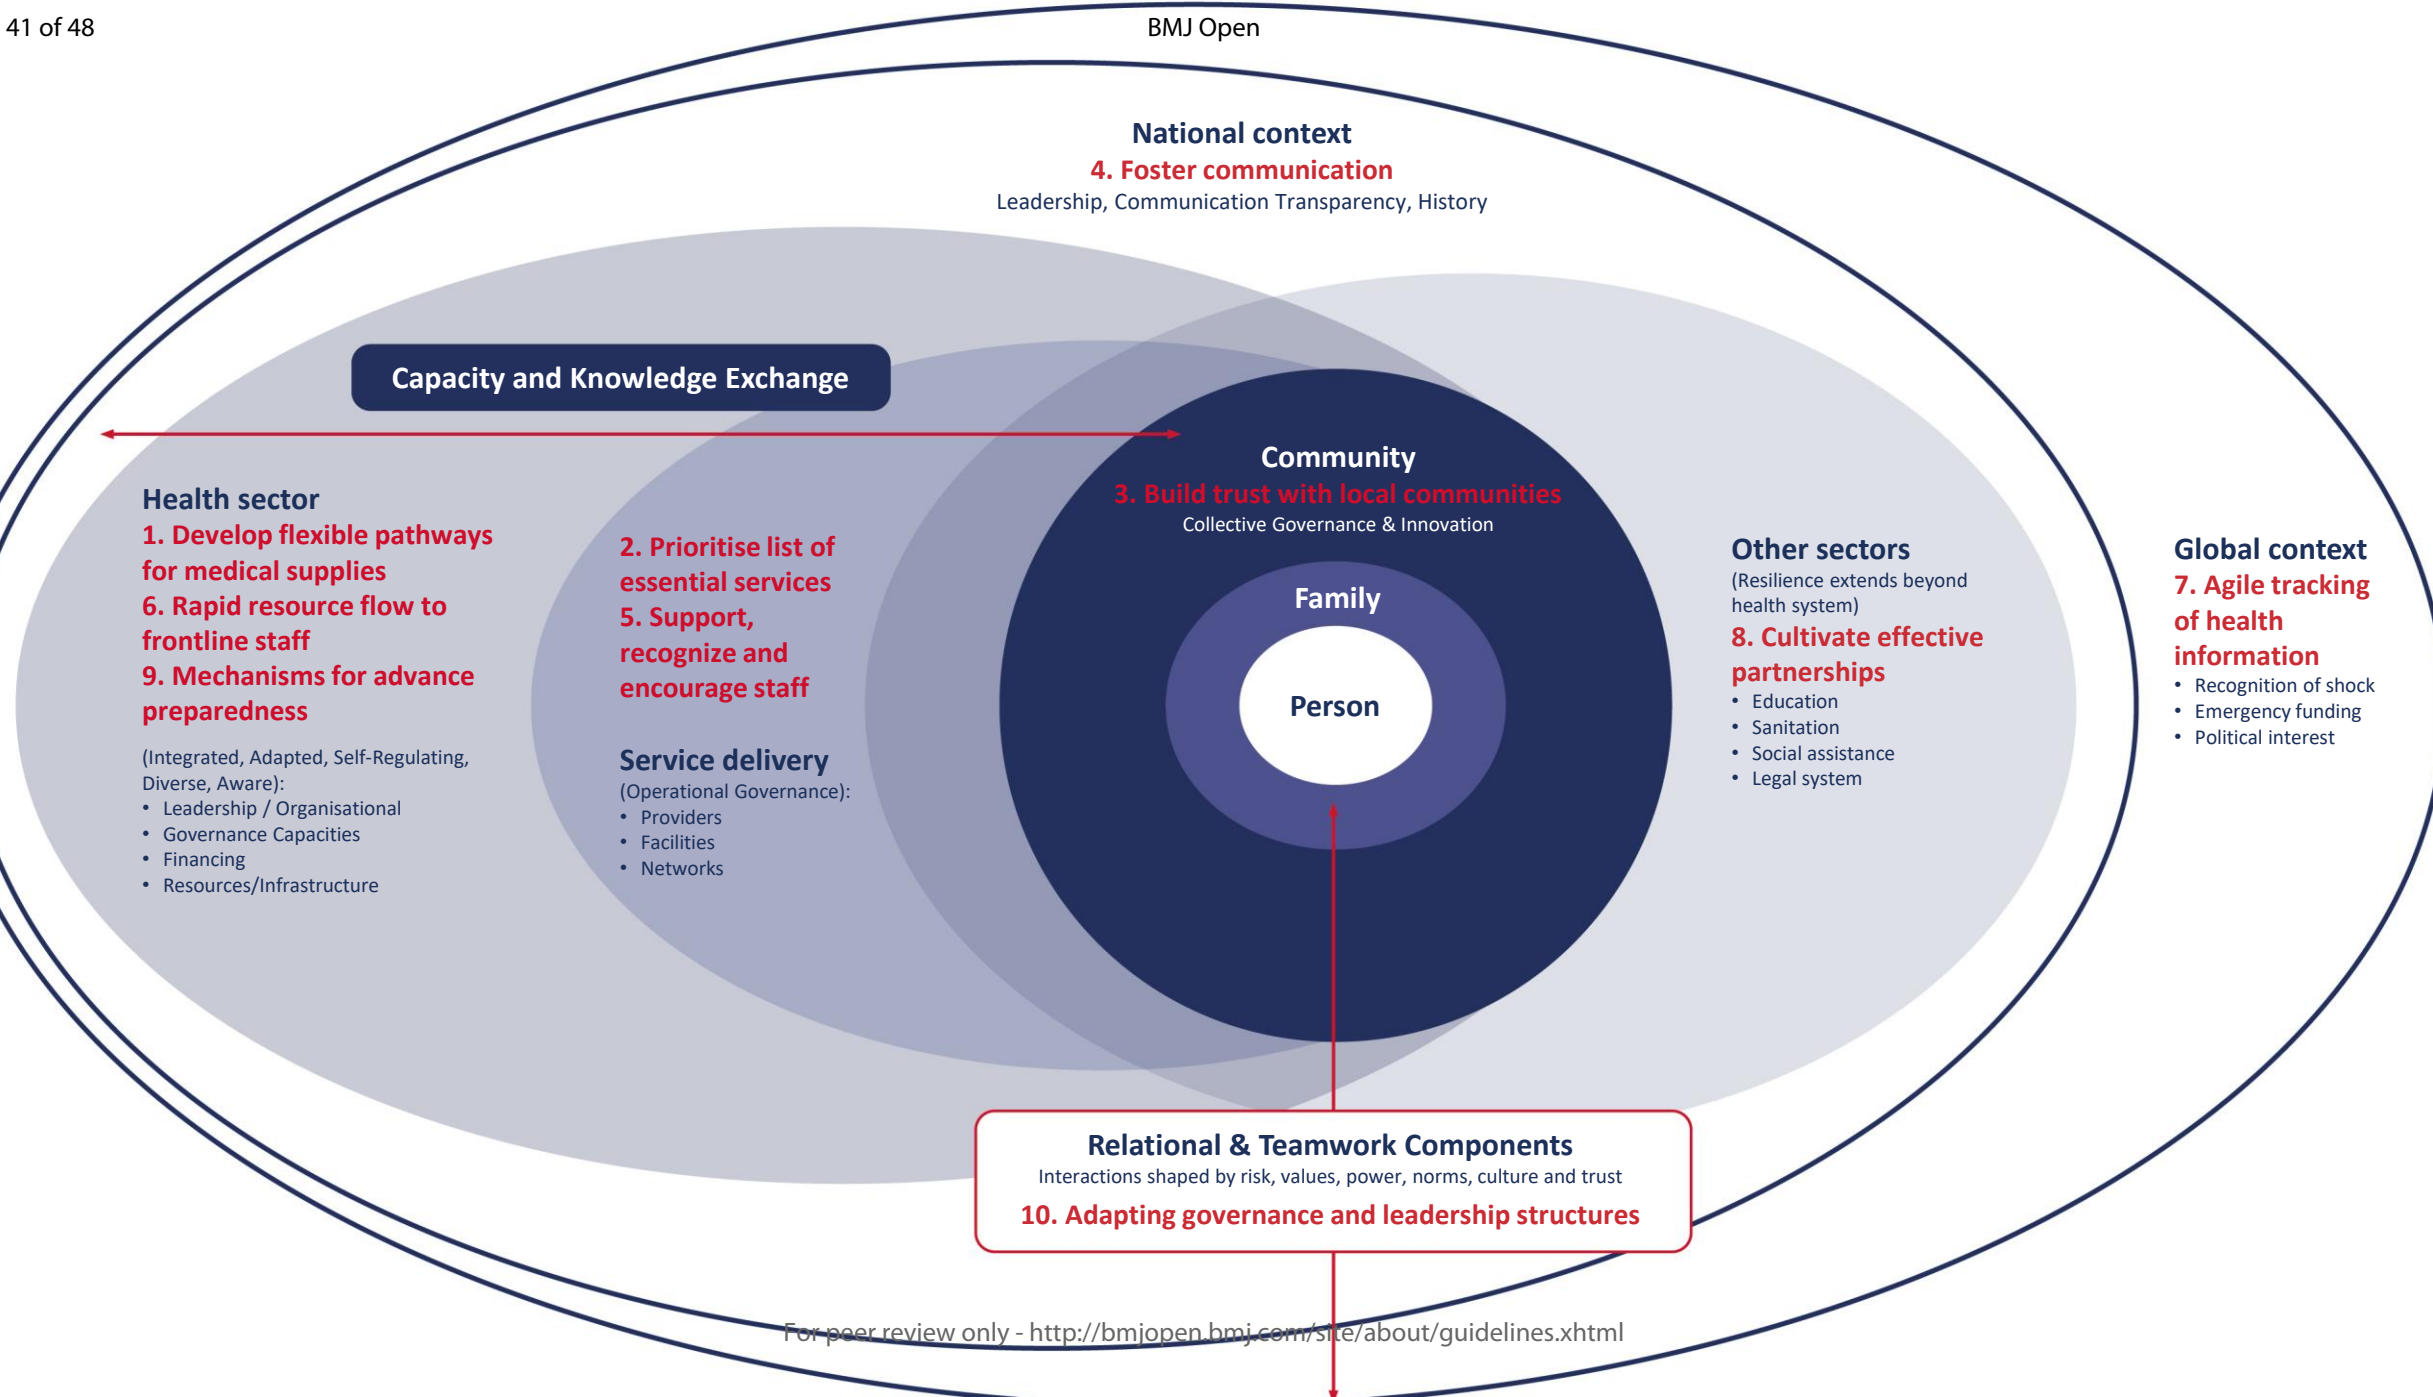 41 of 48
BMJ Open
National context
4. Foster communication
Leadership, Communication Transparency, History
Capacity and Knowledge Exchange
Health sector
1. Develop flexible pathways
for medical supplies
6. Rapid resource flow to
frontline staff
9. Mechanisms for advance
preparedness
(Integrated, Adapted, Self-Regulating,
Diverse, Aware):
• Leadership / Organisational
• Governance Capacities
• Financing
• Resources/Infrastructure
2. Prioritise list of
essential services
5. Support,
recognize and
encourage staff
Service delivery
(Operational Governance):
• Providers
• Facilities
• Networks
Community
3. Build trust with local communities
Collective Governance & Innovation
Family
Person
Other sectors
(Resilience extends beyond
health system)
8. Cultivate effective
partnerships
• Education
• Sanitation
• Social assistance
• Legal system
Global context
7. Agile tracking
of health
information
• Recognition of shock
• Emergency funding
• Political interest
Relational & Teamwork Components
Interactions shaped by risk, values, power, norms, culture and trust
10. Adapting governance and leadership structures
For peer review only - http://bmjopen.bmj.com/site/about/guidelines.xhtml